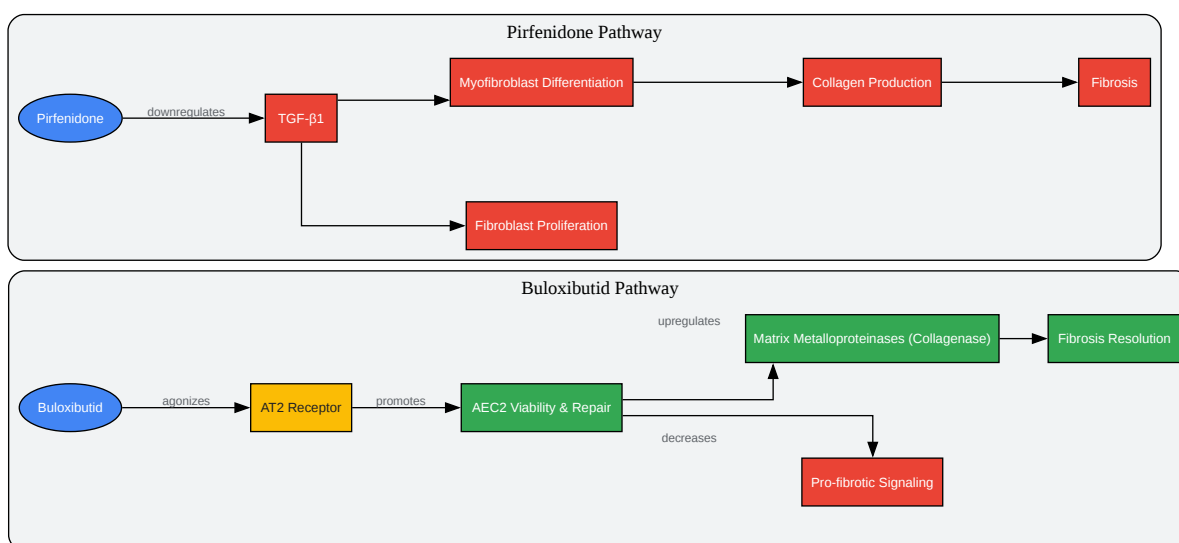 Pirfenidone Pathway
Myofibroblast Differentiation
Collagen Production
Fibrosis
Pirfenidone
downregulates
TGF-β1
Fibroblast Proliferation
Buloxibutid Pathway
upregulates
Matrix Metalloproteinases (Collagenase)
Fibrosis Resolution
Buloxibutid
agonizes
AT2 Receptor
promotes
AEC2 Viability & Repair
decreases
Pro-fibrotic Signaling